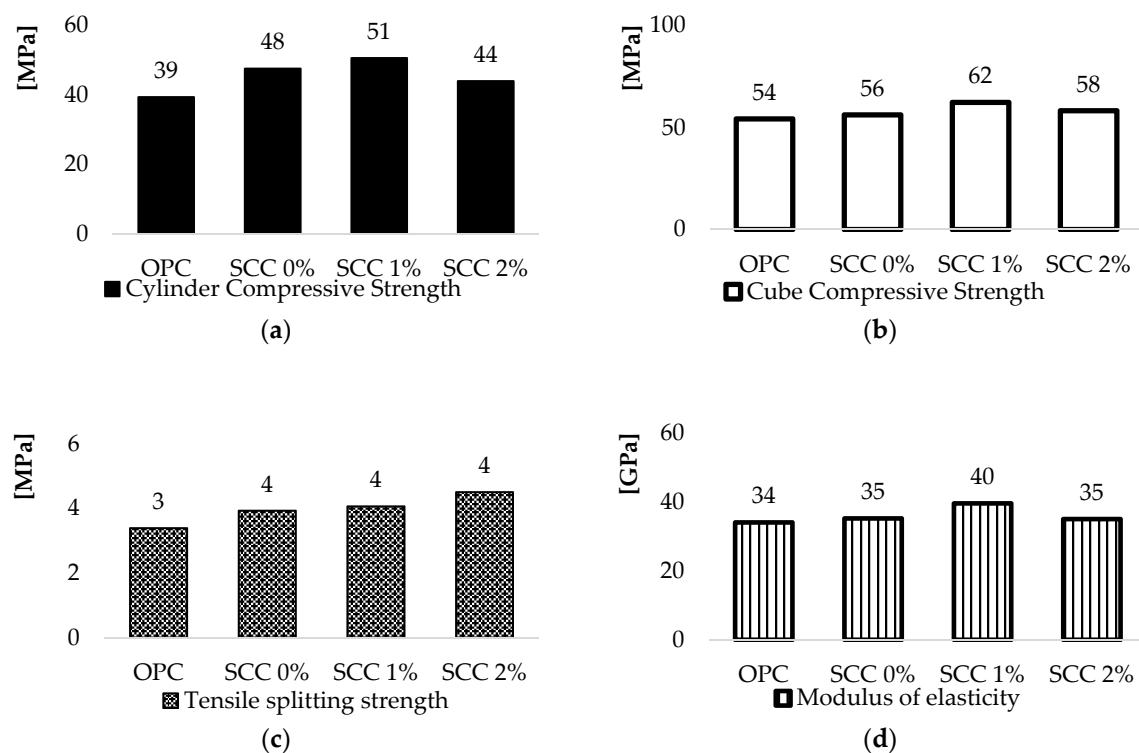 [MPa]
60
40
20
0
39
48
51
44
OPC SCC 0% SCC 1% SCC 2%
Cylinder Compressive Strength
(a)
[MPa]
100
50
0
54
56
62
58
OPC SCC 0% SCC 1% SCC 2%
Cube Compressive Strength
(b)
[MPa]
6
4
2
0
3
4
4
4
OPC SCC 0% SCC 1% SCC 2%
Tensile splitting strength
(c)
[GPa]
60
40
20
0
34
35
40
35
OPC SCC 0% SCC 1% SCC 2%
Modulus of elasticity
(d)